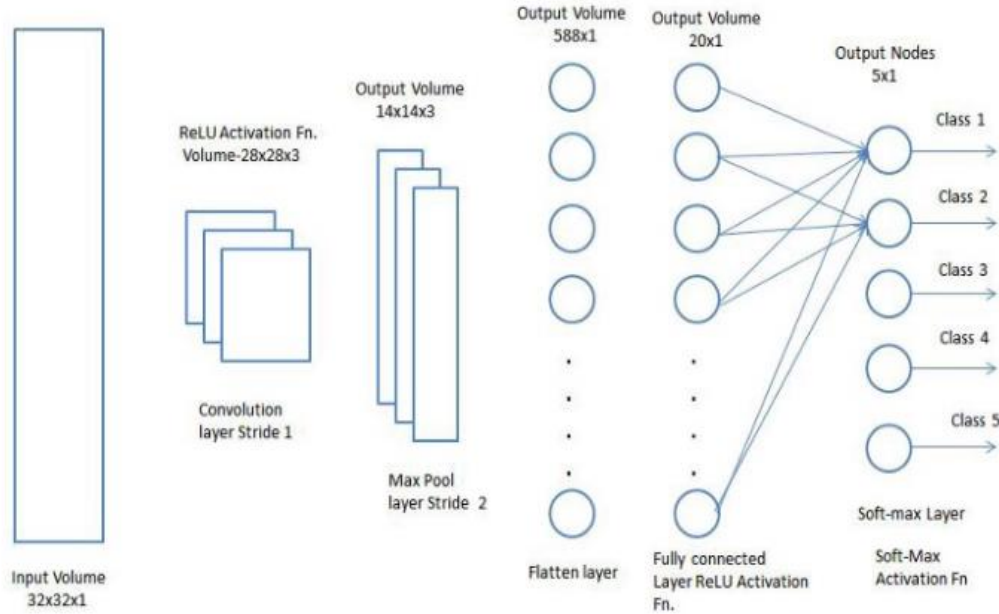 Input Volume
32x32x1
ReLU Activation Fn.
Volume-28x28x3
Convolution
layer Stride 1
Output Volume
14x14x3
Max Pool
layer Stride 2
Output Volume
588x1
Flatten layer
Output Volume
20x1
Fully connected
Layer ReLU Activation
Fn.
Output Nodes
5x1
Class 1
Class 2
Class 3
Class 4
Class 5
Soft-max Layer
Soft-Max
Activation Fn